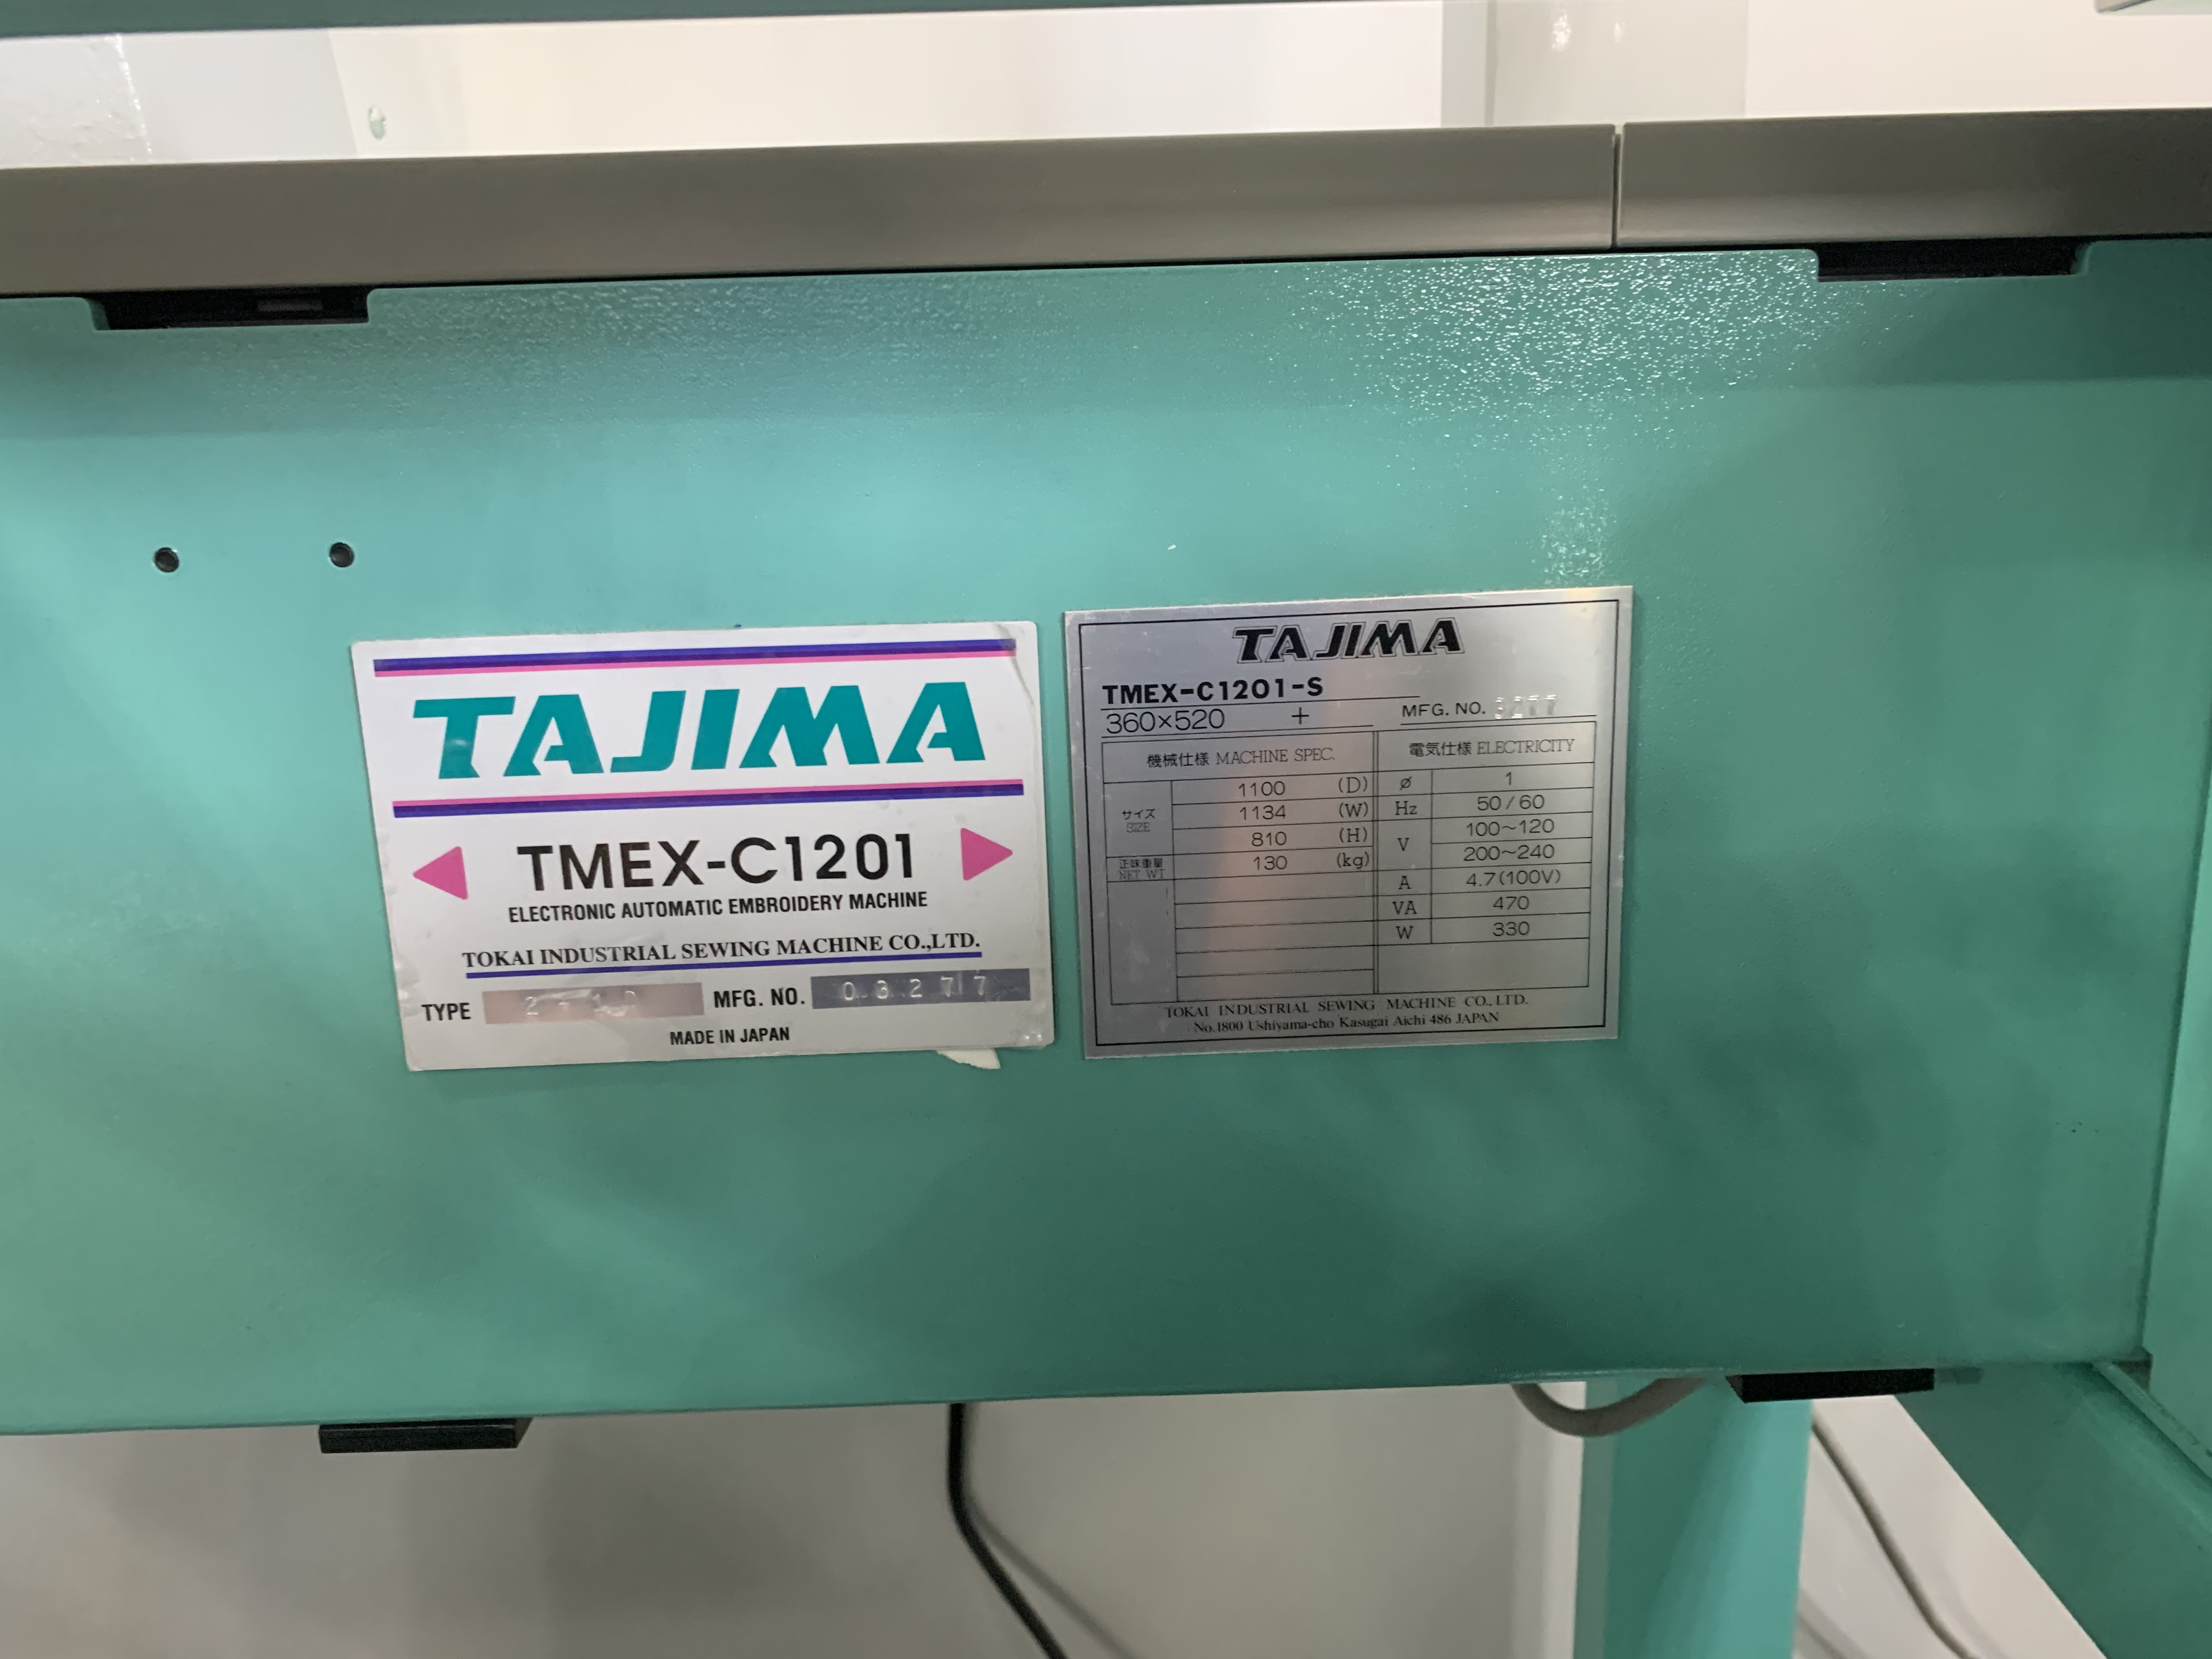 TAJIMA
TMEX-C1201
ELECTRONIC AUTOMATIC EMBROIDERY MACHINE
TOKAI INDUSTRIAL SEWING MACHINE CO.,LTD.
TYPE MFG. NO. 03277
MADE IN JAPAN
TAJIMA
TMEX-C1201-S
360×520 + MFG. NO. 3277
機械仕様 MACHINE SPEC. 電気仕様 ELECTRICITY
サイズ SIZE
1100 (D) ø 1
1134 (W) Hz 50/60
810 (H) V 100~120
200~240
正味重量 NET WT 130 (kg)
A 4.7(100V)
VA 470
W 330
TOKAI INDUSTRIAL SEWING MACHINE CO., LTD.
No.1800 Ushiyama-cho Kasugai Aichi 486 JAPAN